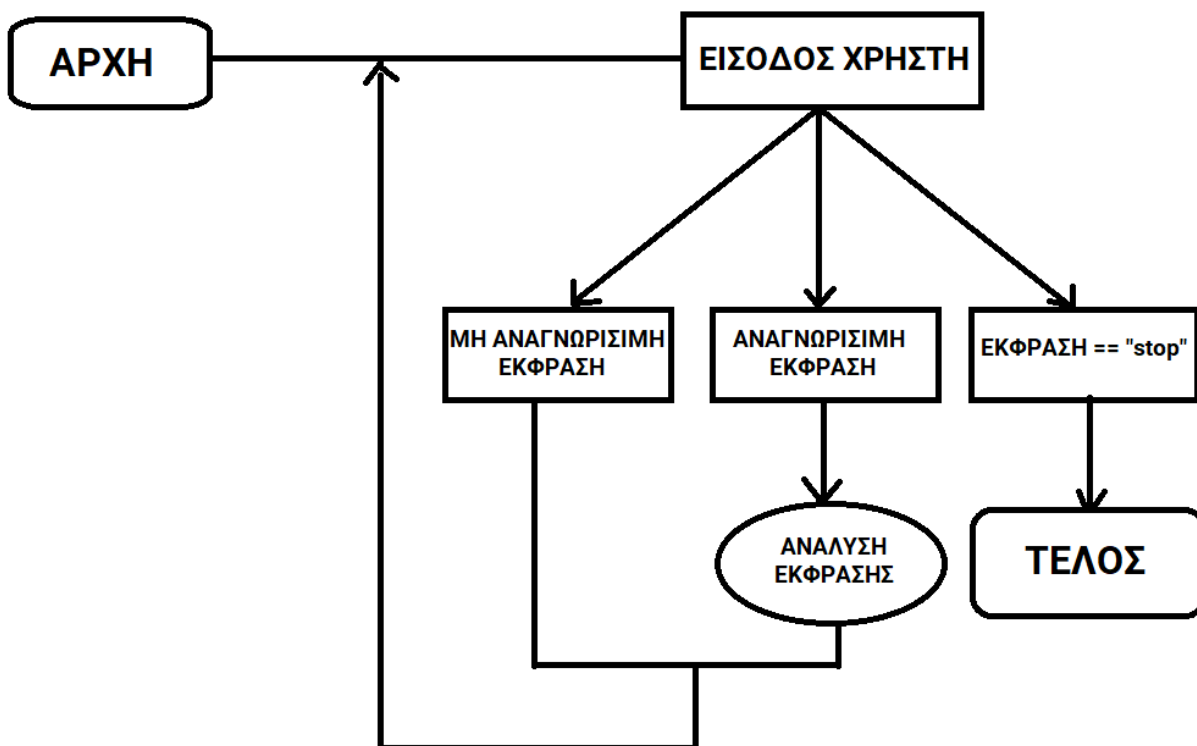 ΑΡΧΗ
ΕΙΣΟΔΟΣ ΧΡΗΣΤΗ
ΜΗ ΑΝΑΓΝΩΡΙΣΙΜΗ
ΕΚΦΡΑΣΗ
ΑΝΑΓΝΩΡΙΣΙΜΗ
ΕΚΦΡΑΣΗ
ΕΚΦΡΑΣΗ == "stop"
ΑΝΑΛΥΣΗ
ΕΚΦΡΑΣΗΣ
ΤΕΛΟΣ